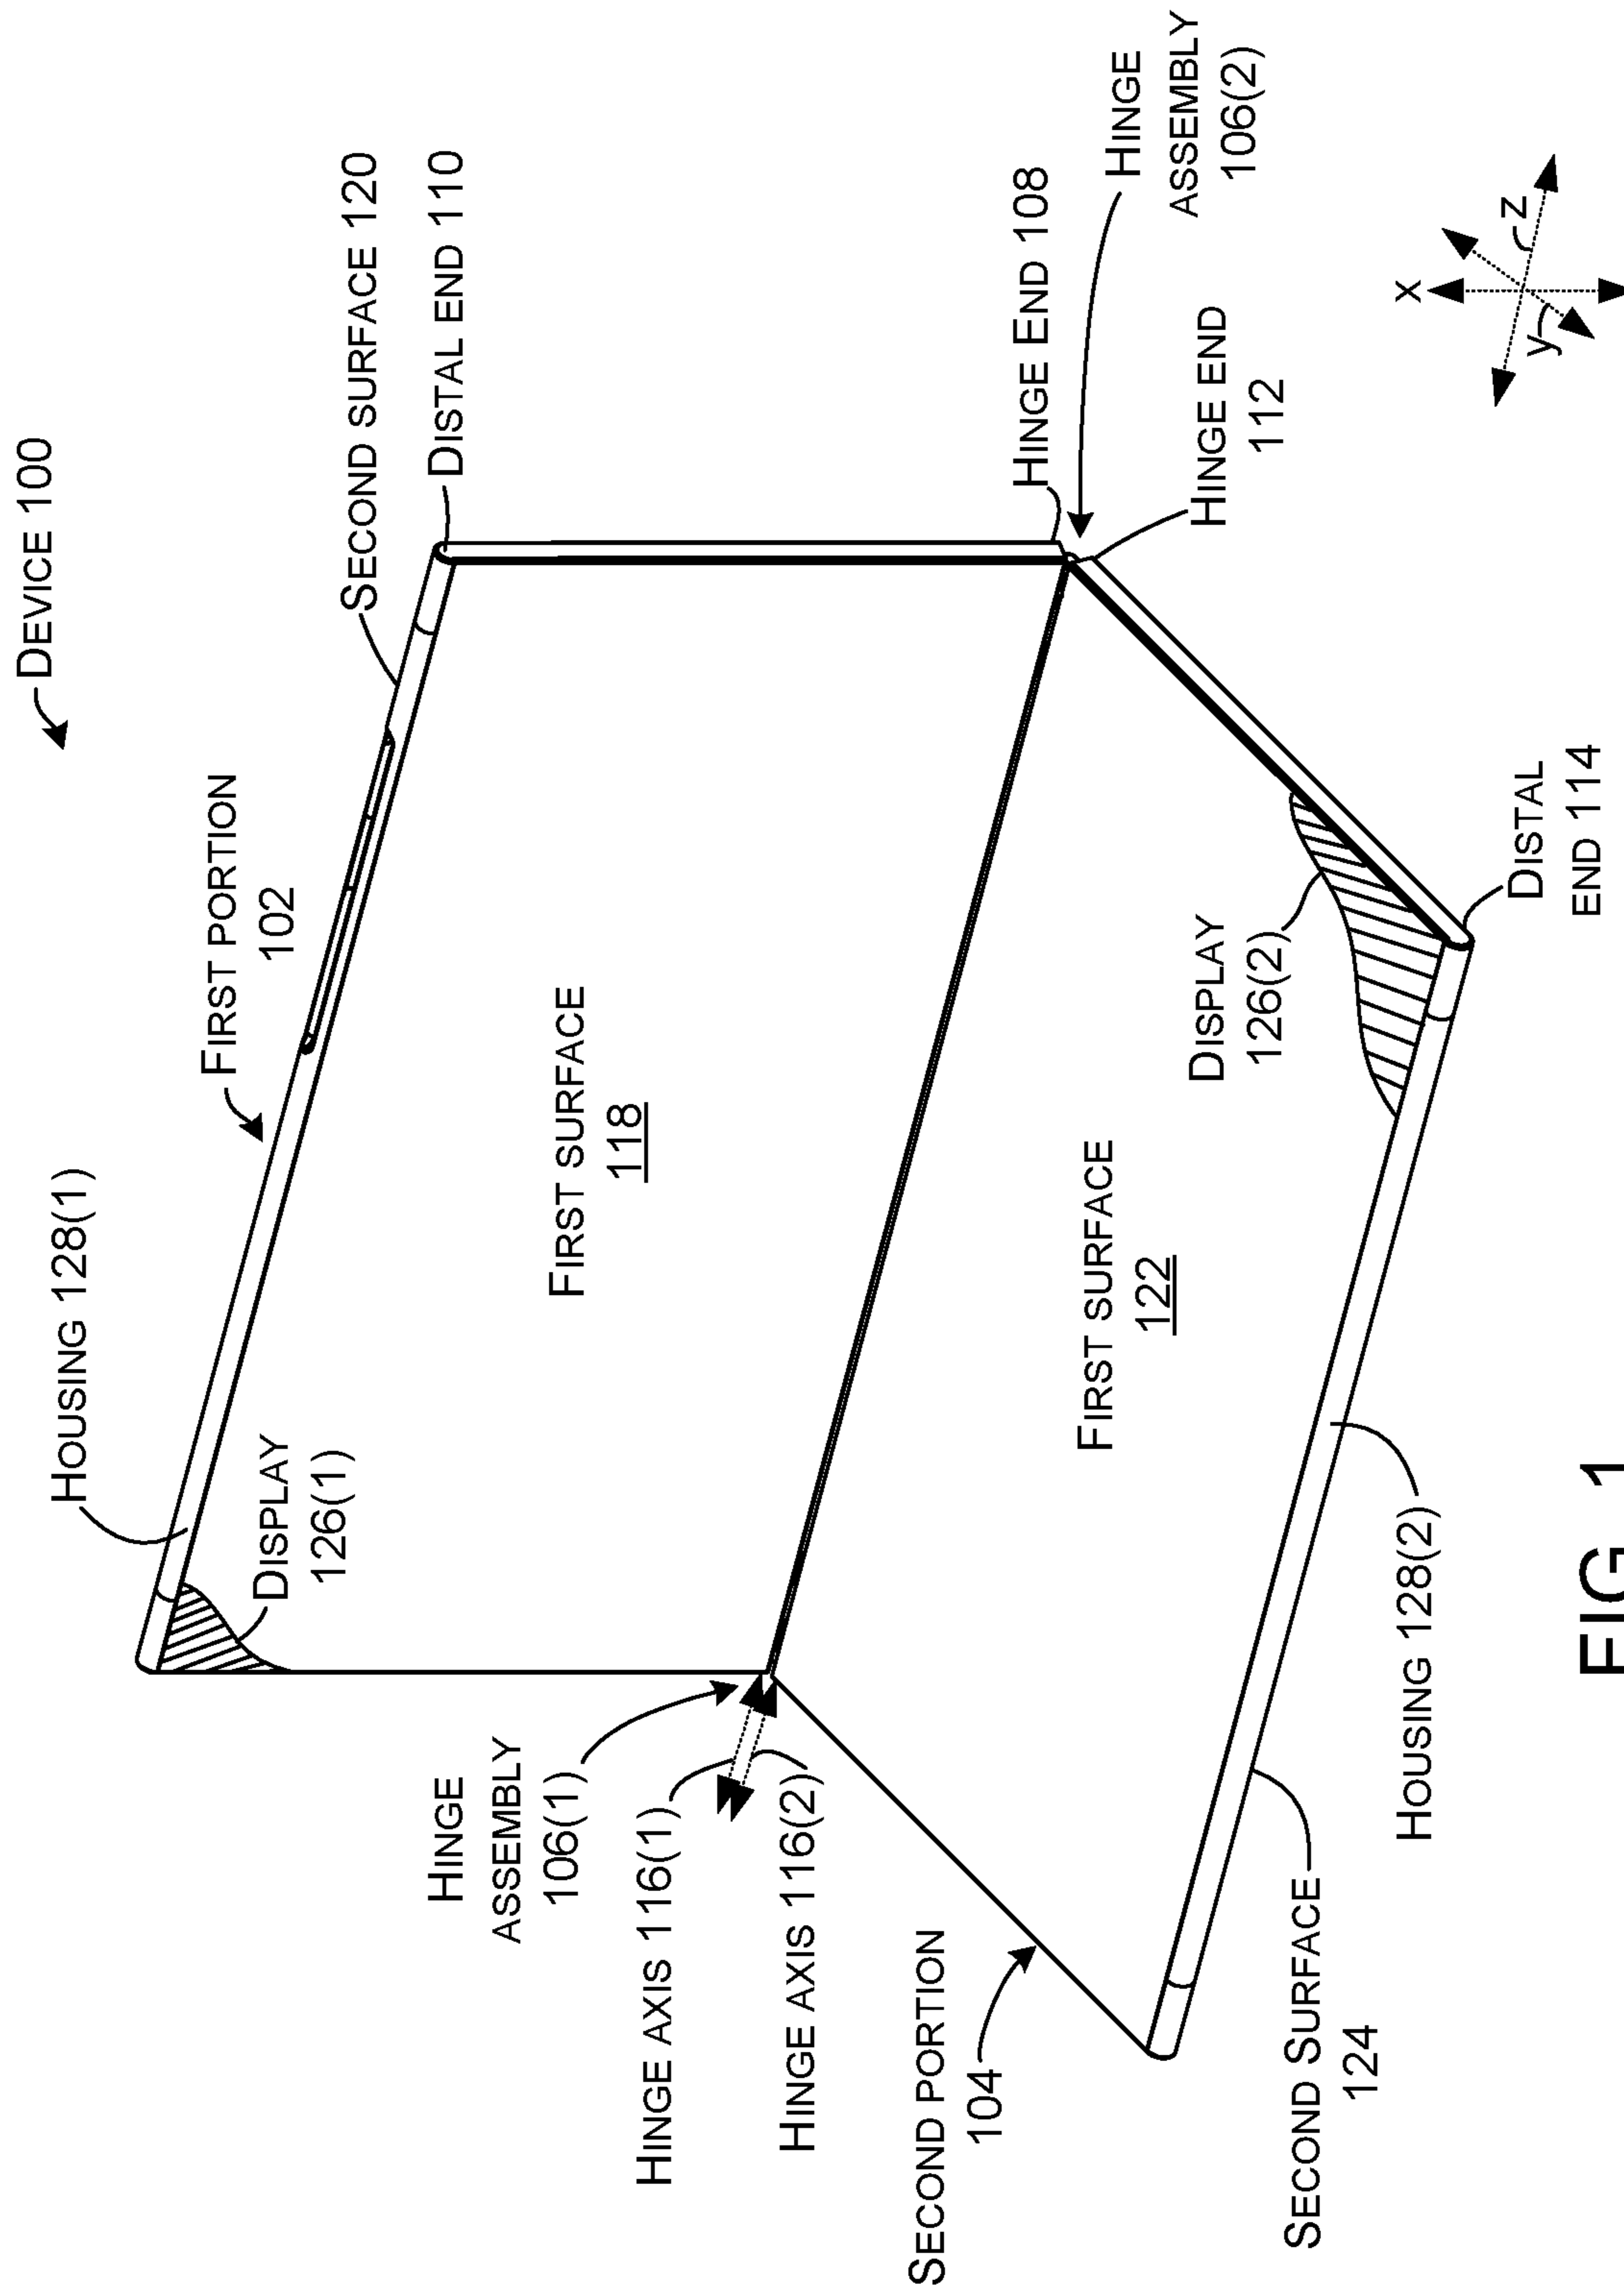 DEVICE 100
HOUSING 128(1)
FIRST PORTION
102
SECOND SURFACE 120
DISTAL END 110
DISPLAY
126(1)
HINGE
ASSEMBLY
106(1)
FIRST SURFACE
118
HINGE AXIS 116(1)
HINGE AXIS 116(2)
HINGE END 108
HINGE
ASSEMBLY
106(2)
HINGE END
112
SECOND PORTION
104
FIRST SURFACE
122
DISPLAY
126(2)
SECOND SURFACE
124
HOUSING 128(2)
DISTAL
END 114
X
y
Z
FIG. 1